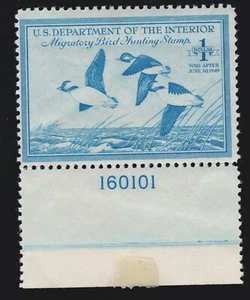 U.S. DEPARTMENT OF THE INTERIOR
Migratory Bird Hunting Stamp
1
DOLLAR
VOID AFTER
JUNE 30, 1949
160101